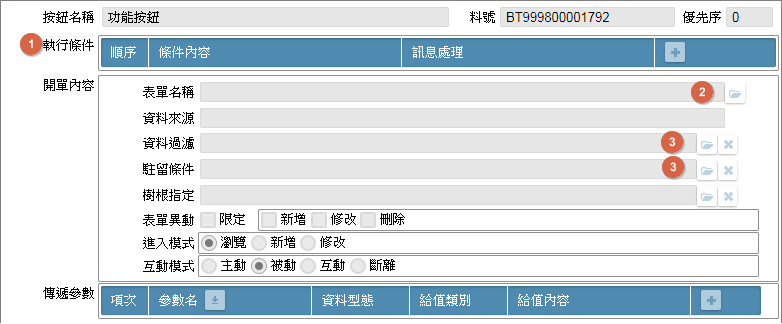 按鈕名稱 功能按鈕 料號 BT999800001792 優先序 0
1 執行條件 順序 條件內容 訊息處理
開單內容
表單名稱 2
資料來源
資料過濾 3
駐留條件 3
樹根指定
表單異動 限定 新增 修改 刪除
進入模式 瀏覽 新增 修改
互動模式 主動 被動 互動 斷離
傳遞參數 項次 參數名 資料型態 給值類別 給值內容